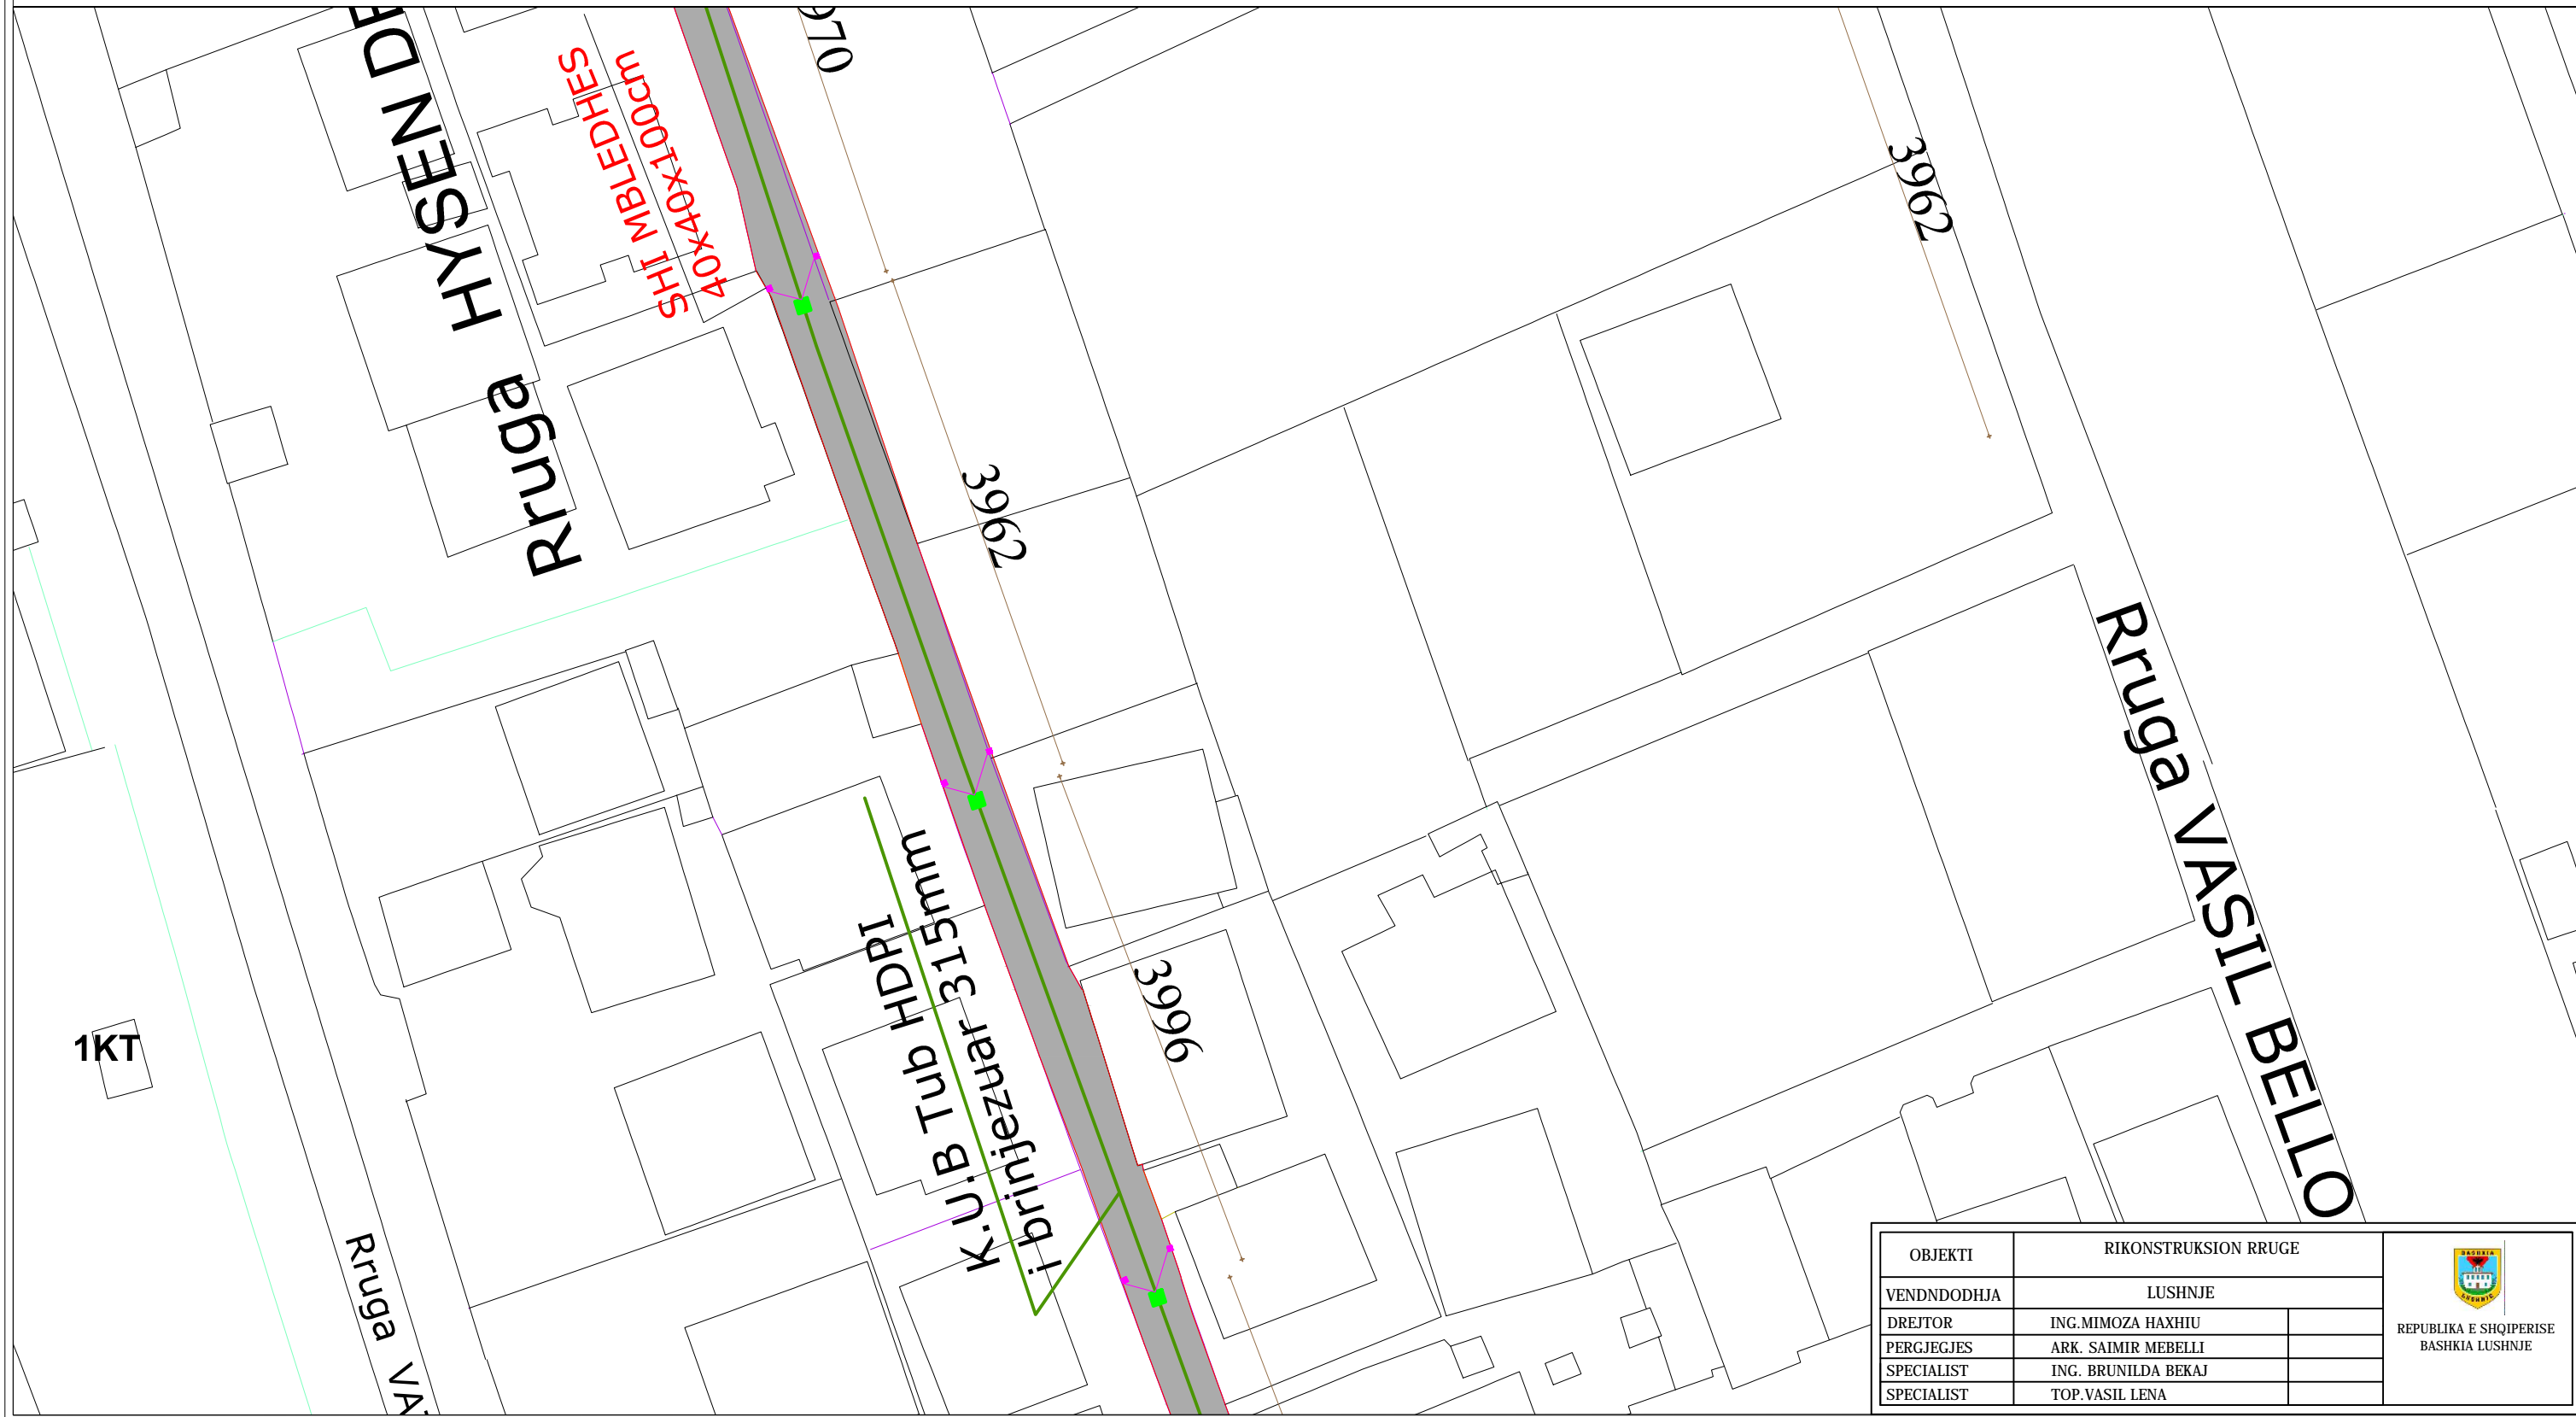 Rruga HYSEN
SHI MBLEDHES
40x40x100cm
3962
3962
3996
K.U.B Tub HDPI
i brinjezuar 315mm
Rruga VASIL BELLO
1KT
Rruga
OBJEKTI RIKONSTRUKSION RRUGE
VENDNDODHJA LUSHNJE
DREJTOR ING.MIMOZA HAXHIU
PERGJEGJES ARK. SAIMIR MEBELLI
SPECIALIST ING. BRUNILDA BEKAJ
SPECIALIST TOP.VASIL LENA
BASHKIA
LUSHNJE
REPUBLIKA E SHQIPERISE
BASHKIA LUSHNJE